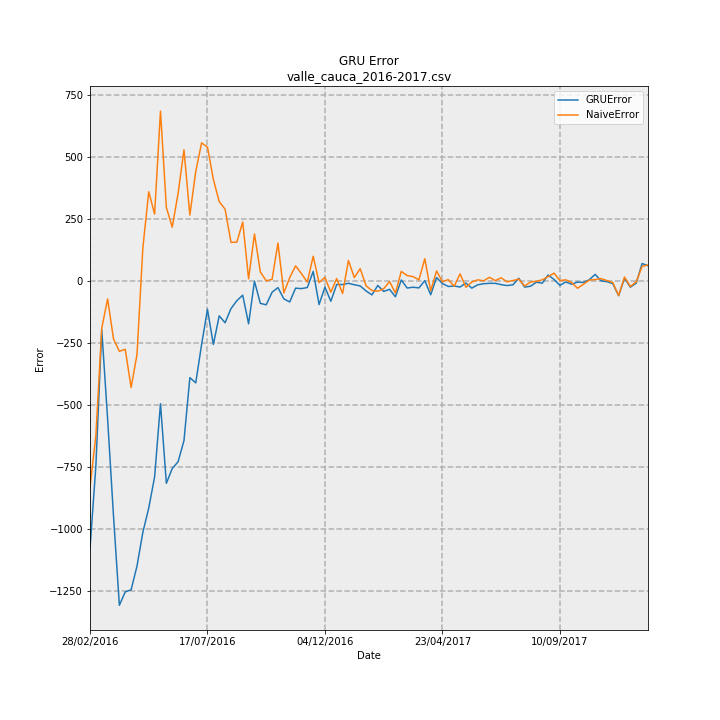 GRU Error
valle_cauca_2016-2017.csv
GRUError
NaiveError
750
500
250
0
−250
−500
−750
−1000
−1250
Error
28/02/2016
17/07/2016
04/12/2016
23/04/2017
10/09/2017
Date